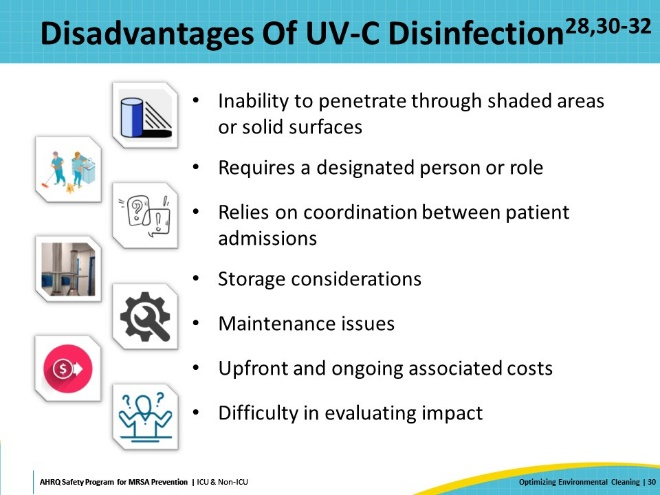 Disadvantages Of UV-C Disinfection28,30-32
• Inability to penetrate through shaded areas
or solid surfaces
• Requires a designated person or role
• Relies on coordination between patient
admissions
• Storage considerations
• Maintenance issues
• Upfront and ongoing associated costs
• Difficulty in evaluating impact
AHRQ Safety Program for MRSA Prevention | ICU & Non-ICU
Optimizing Environmental Cleaning | 30